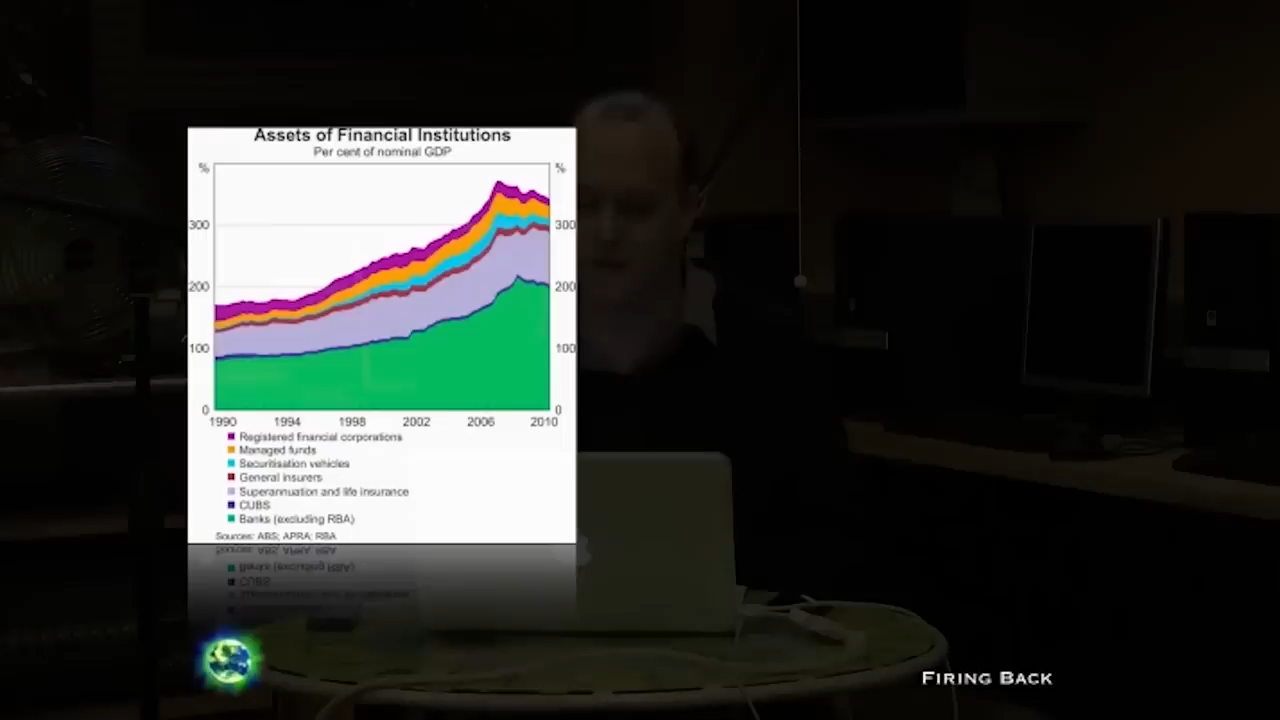 Assets of Financial Institutions
Per cent of nominal GDP
% %
300 300
200 200
100 100
0 0
1990 1994 1998 2002 2006 2010
Registered financial corporations
Managed funds
Securitisation vehicles
General insurers
Superannuation and life insurance
CUBS
Banks (excluding RBA)
Sources: ABS; APRA; RBA
FIRING BACK